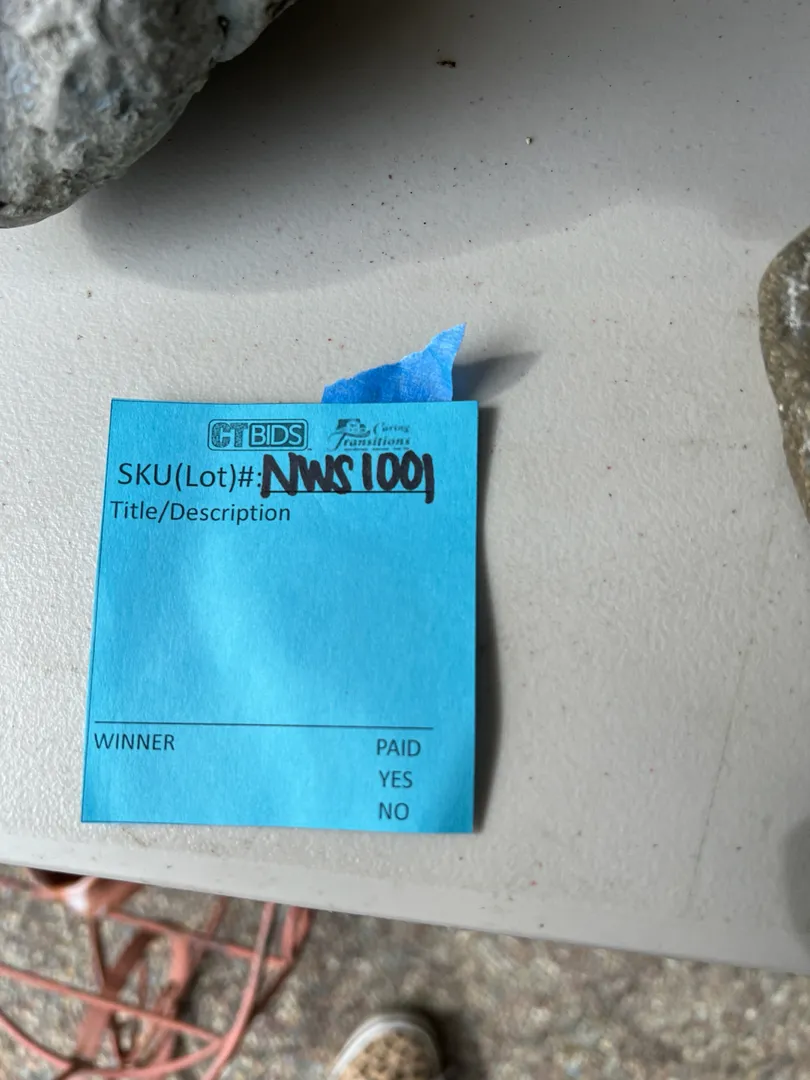 CTBIDS Caring Transitions
SKU(Lot)#: NWS1001
Title/Description
WINNER PAID
YES
NO